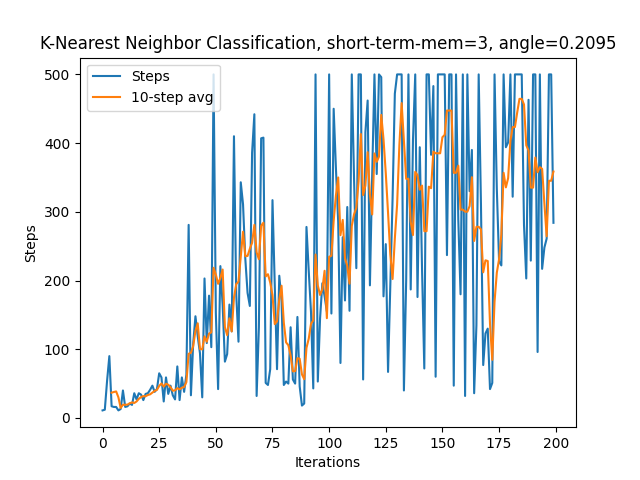 K-Nearest Neighbor Classification, short-term-mem=3, angle=0.2095
Steps
10-step avg
500
400
300
200
100
0
Steps
0 25 50 75 100 125 150 175 200
Iterations